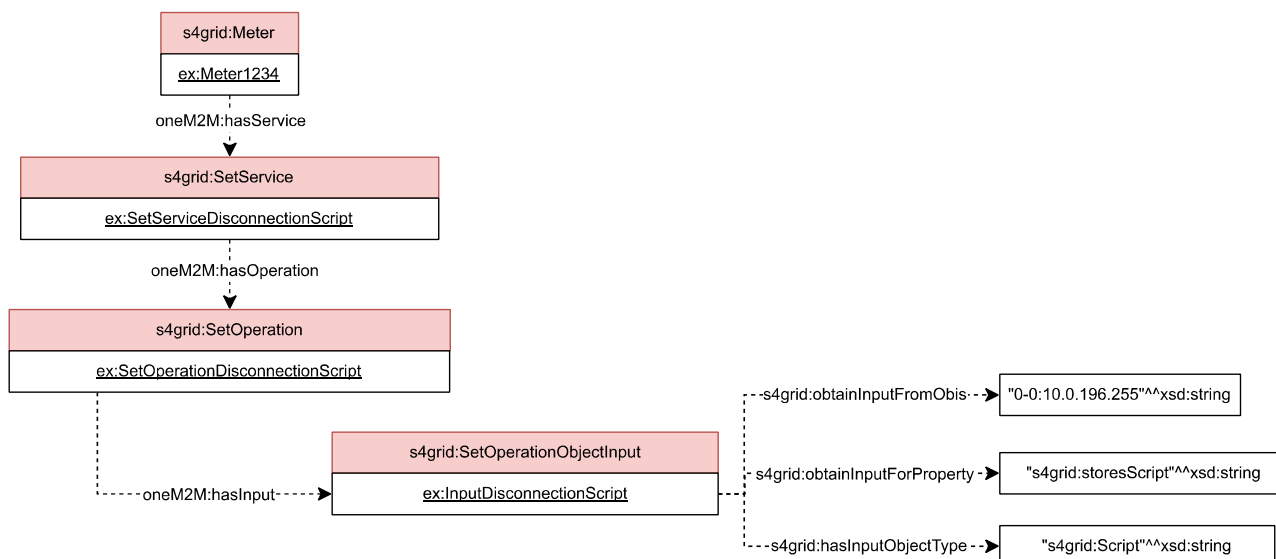 s4grid:Meter
ex:Meter1234
oneM2M:hasService
s4grid:SetService
ex:SetServiceDisconnectionScript
oneM2M:hasOperation
s4grid:SetOperation
ex:SetOperationDisconnectionScript
s4grid:obtainInputFromObis
"0-0:10.0.196.255"^^xsd:string
s4grid:SetOperationObjectInput
s4grid:obtainInputForProperty
"s4grid:storesScript"^^xsd:string
oneM2M:hasInput
ex:InputDisconnectionScript
s4grid:hasInputObjectType
"s4grid:Script"^^xsd:string